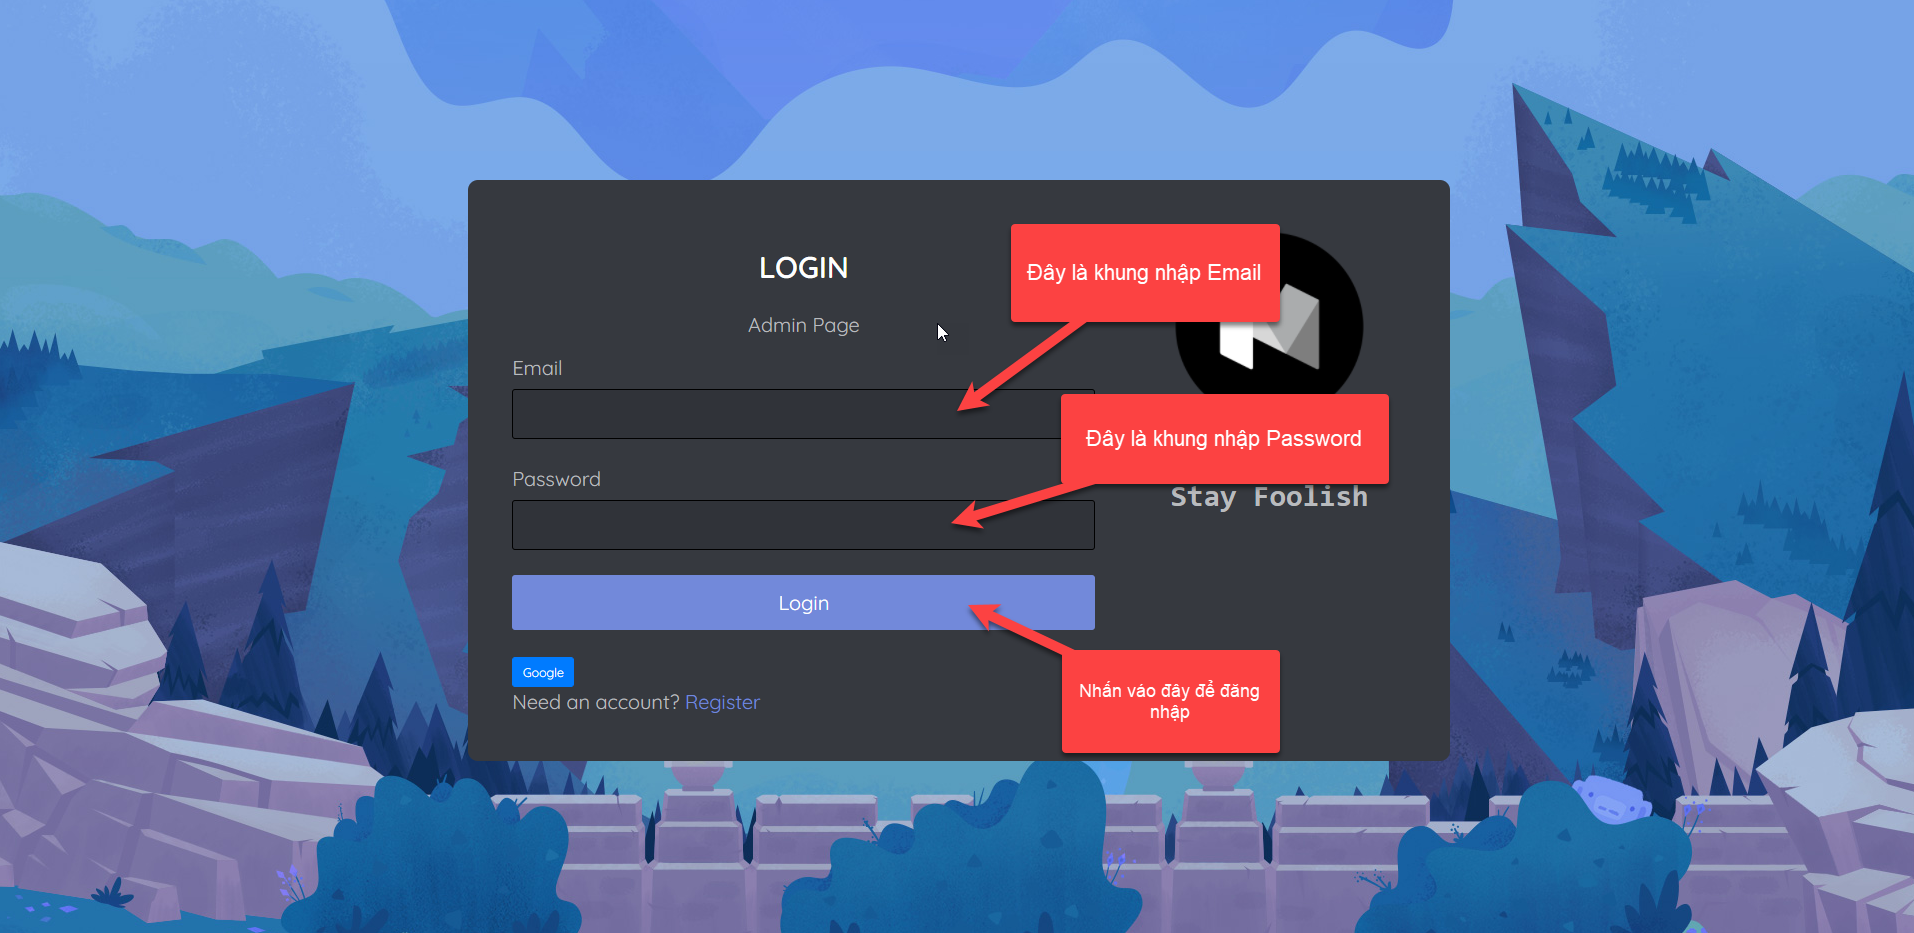 LOGIN
Admin Page
Email
Password
Login
Google
Need an account? Register
Đây là khung nhập Email
Đây là khung nhập Password
Stay Foolish
Nhấn váo đây để đăng
nhập